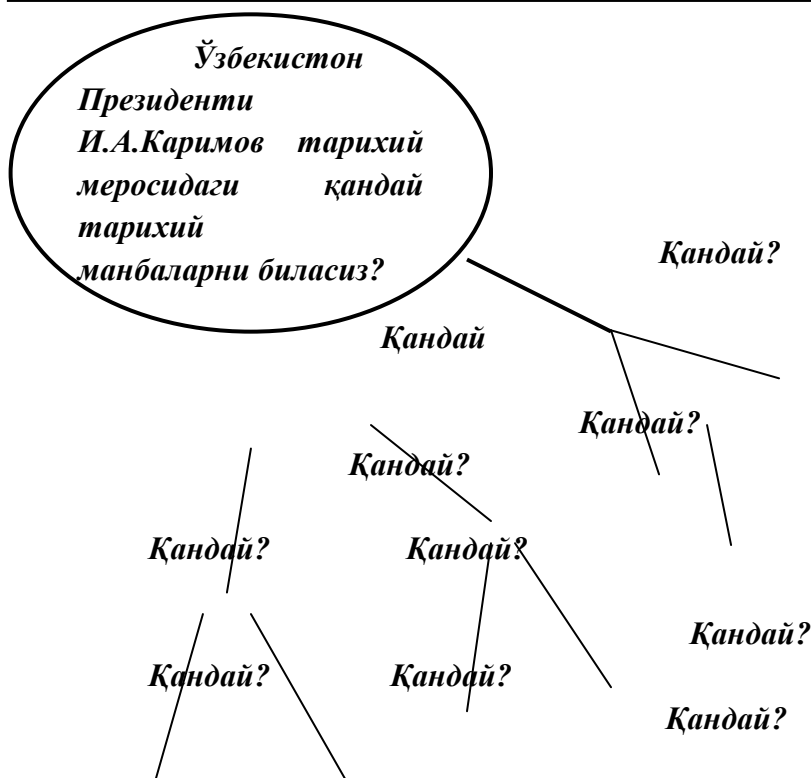 Ўзбекистон
Президенти
И.А.Каримов тарихий
меросидаги қандай
тарихий
манбаларни биласиз?
Қандай?
Қандай
Қандай?
Қандай?
Қандай? Қандай?
Қандай?
Қандай? Қандай?
Қандай?